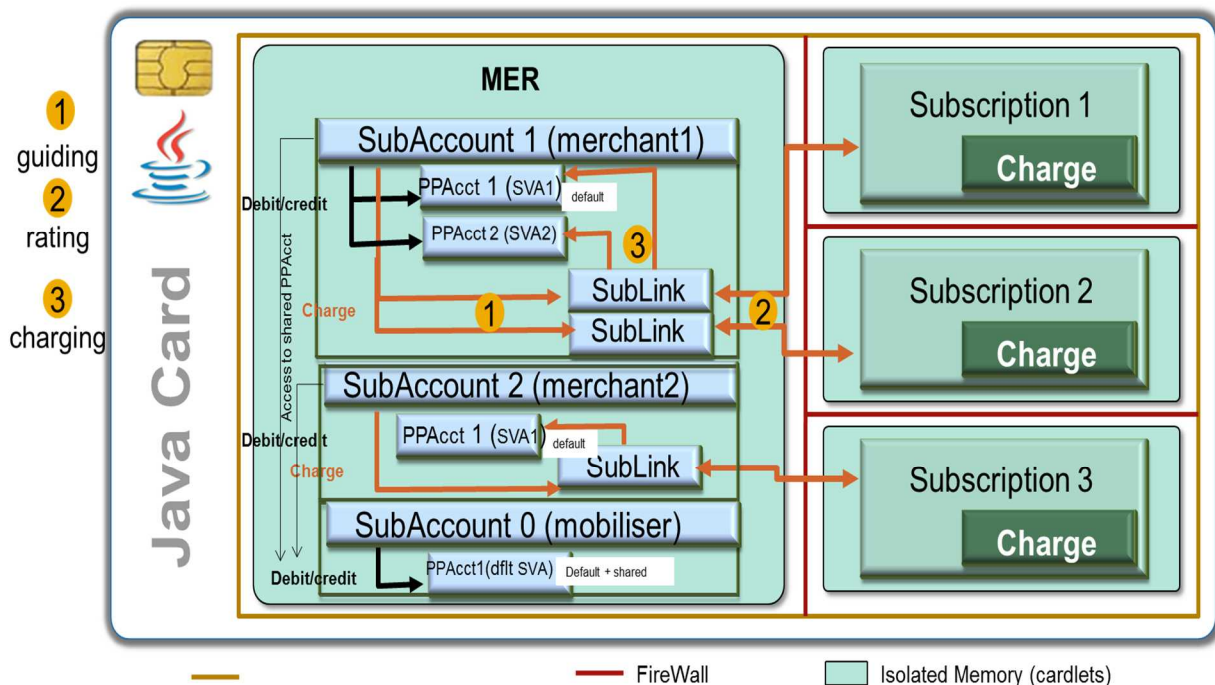 MER
1
guiding
2
rating
3
charging
Java Card
SubAccount 1 (merchant1)
PPAcct 1 (SVA1)
default
Debit/credit
PPAcct 2 (SVA2)
3
SubLink
Charge
1
2
SubLink
Access to shared PPAcct
SubAccount 2 (merchant2)
Debit/credit
PPAcct 1 (SVA1)
default
Charge
SubLink
SubAccount 0 (mobiliser)
Debit/credit
PPAcct1(dflt SVA)
Default + shared
Subscription 1
Charge
Subscription 2
Charge
Subscription 3
Charge
FireWall
Isolated Memory (cardlets)